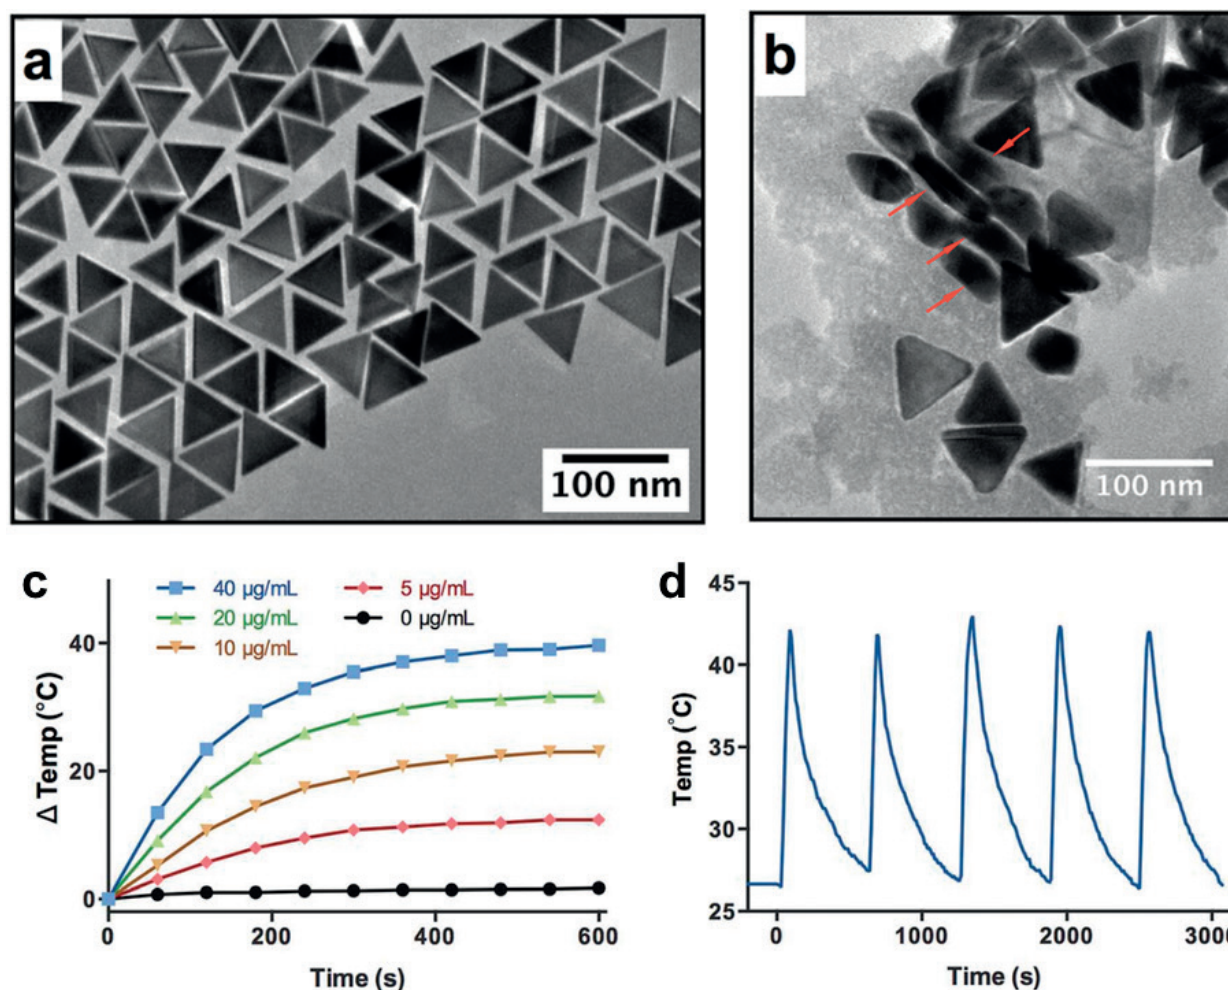 a
b
100 nm
100 nm
c
40 µg/mL
5 µg/mL
20 µg/mL
0 µg/mL
10 µg/mL
40
20
0
Δ Temp (°C)
0
200
400
600
Time (s)
d
45
40
35
30
25
Temp (°C)
0
1000
2000
3000
Time (s)